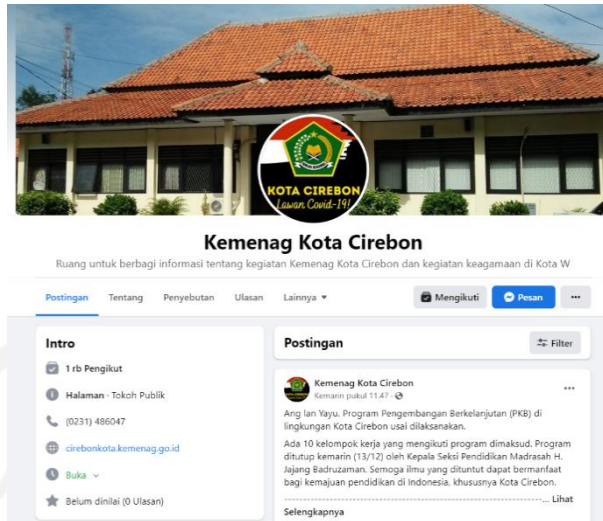 KOTA CIREBON
Lawan Covid-19!
Kemenag Kota Cirebon
Ruang untuk berbagi informasi tentang kegiatan Kemenag Kota Cirebon dan kegiatan keagamaan di Kota W
Postingan Tentang Penyebutan Ulasan Lainnya
Mengikuti Pesan ...
Intro
1 rb Pengikut
Halaman · Tokoh Publik
(0231) 486047
cirebonkota.kemenag.go.id
Buka
Belum dinilai (0 Ulasan)
Postingan
Filter
Kemenag Kota Cirebon
Kemarin pukul 11.47 ·
...
Ang lan Yayu. Program Pengembangan Berkelanjutan (PKB) di
lingkungan Kota Cirebon usai dilaksanakan.
Ada 10 kelompok kerja yang mengikuti program dimaksud. Program
ditutup kemarin (13/12) oleh Kepala Seksi Pendidikan Madrasah H.
Jajang Badruzaman. Semoga ilmu yang dituntut dapat bermanfaat
bagi kemajuan pendidikan di Indonesia, khususnya Kota Cirebon.
--------------------------------------------------------------... Lihat
Selengkapnya